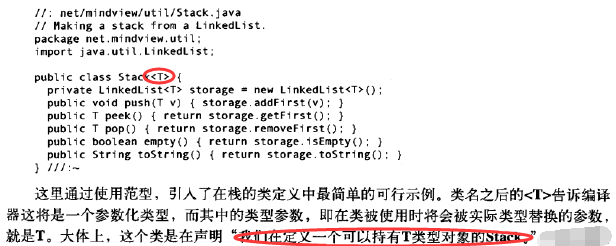 //: net/mindview/util/Stack.java
// Making a stack from a LinkedList.
package net.mindview.util;
import java.util.LinkedList;
public class Stack<T> {
private LinkedList<T> storage = new LinkedList<T>();
public void push(T v) { storage.addFirst(v); }
public T peek() { return storage.getFirst(); }
public T pop() { return storage.removeFirst(); }
public boolean empty() { return storage.isEmpty(); }
public String toString() { return storage.toString(); }
} ///:~
这里通过使用范型，引入了在栈的类定义中最简单的可行示例。类名之后的<T>告诉编
译器这将是一个参数化类型，而其中的类型参数，即在类被使用时将会被实际类型替换的参数，
就是T。大体上，这个类是在声明“我们在定义一个可以持有T类型对象的Stack。”